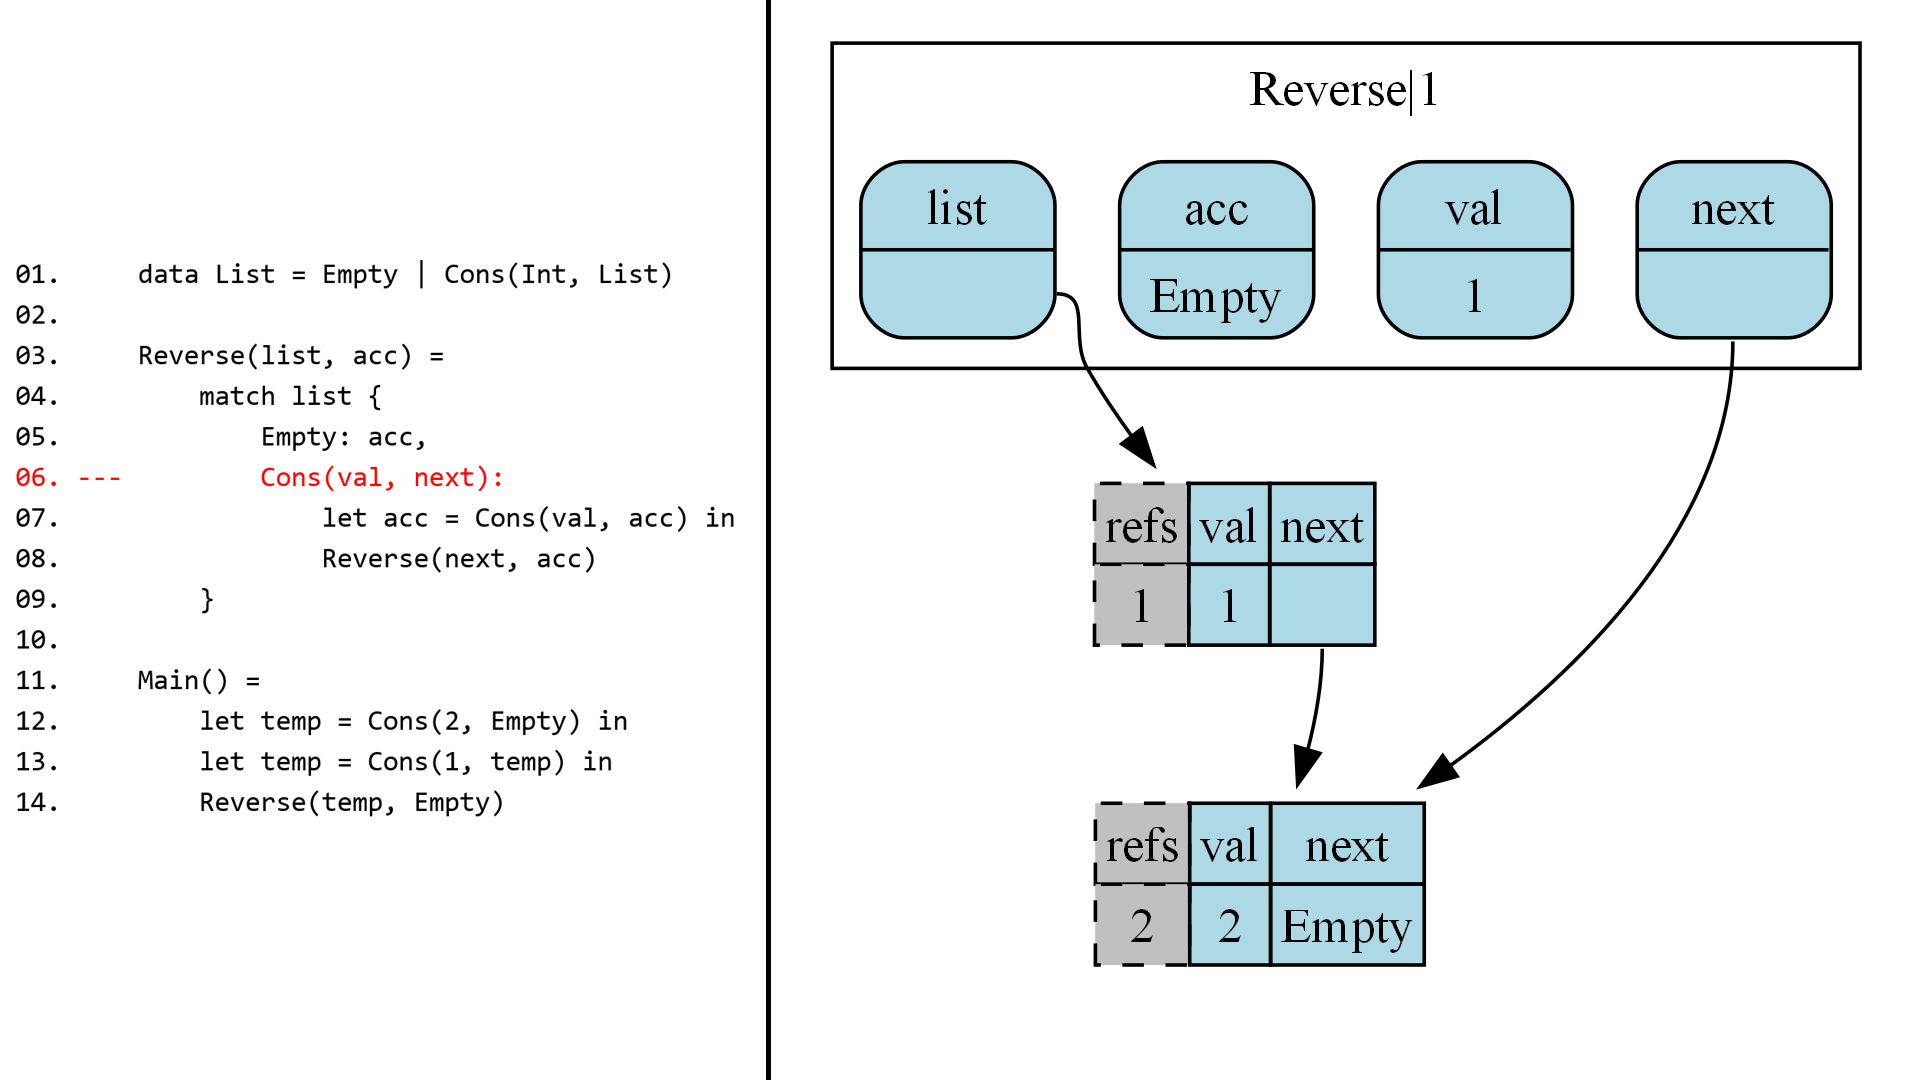 01.     data List = Empty | Cons(Int, List)
02.
03.     Reverse(list, acc) =
04.         match list {
05.             Empty: acc,
06. ---         Cons(val, next):
07.                 let acc = Cons(val, acc) in
08.                 Reverse(next, acc)
09.         }
10.
11.     Main() =
12.         let temp = Cons(2, Empty) in
13.         let temp = Cons(1, temp) in
14.         Reverse(temp, Empty)
Reverse|1
list acc val next
Empty 1
refs val next
1 1
refs val next
2 2 Empty